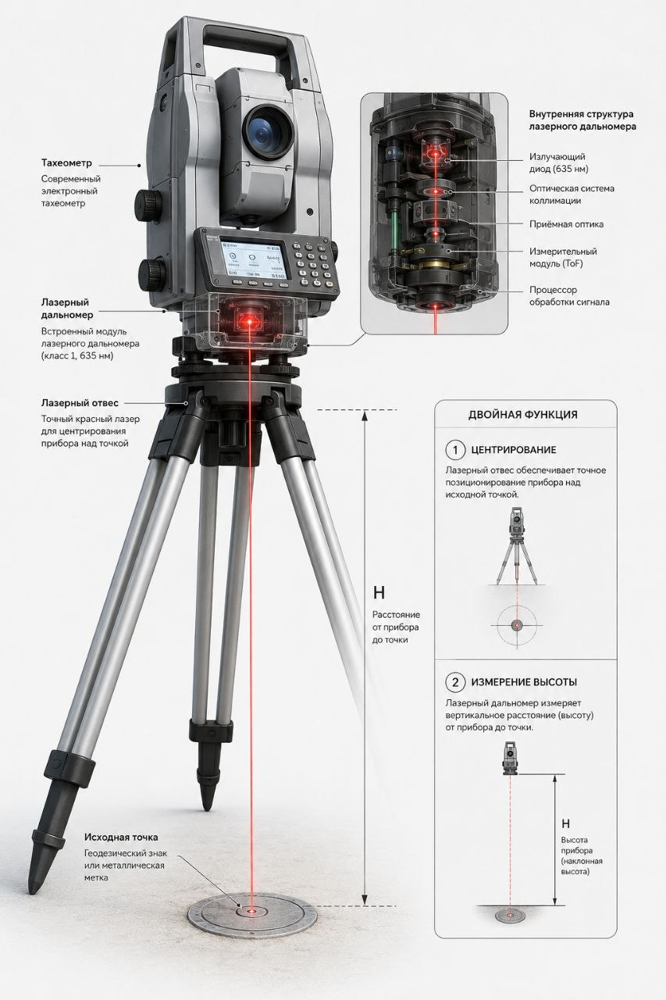 Тахеометр
Современный
электронный
тахеометр
Лазерный
дальномер
Встроенный модуль
лазерного дальномера
(класс 1, 635 нм)
Лазерный отвес
Точный красный лазер
для центрирования
прибора над точкой
Исходная точка
Геодезический знак
или металлическая
метка
H
Расстояние
от прибора
до точки
Внутренняя структура
лазерного дальномера
Излучающий
диод (635 нм)
Оптическая система
коллимации
Приёмная оптика
Измерительный
модуль (ToF)
Процессор
обработки сигнала
ДВОЙНАЯ ФУНКЦИЯ
1 ЦЕНТРИРОВАНИЕ
Лазерный отвес обеспечивает точное
позиционирование прибора над
исходной точкой.
2 ИЗМЕРЕНИЕ ВЫСОТЫ
Лазерный дальномер измеряет
вертикальное расстояние (высоту)
от прибора до точки.
H
Высота
прибора
(наклонная
высота)